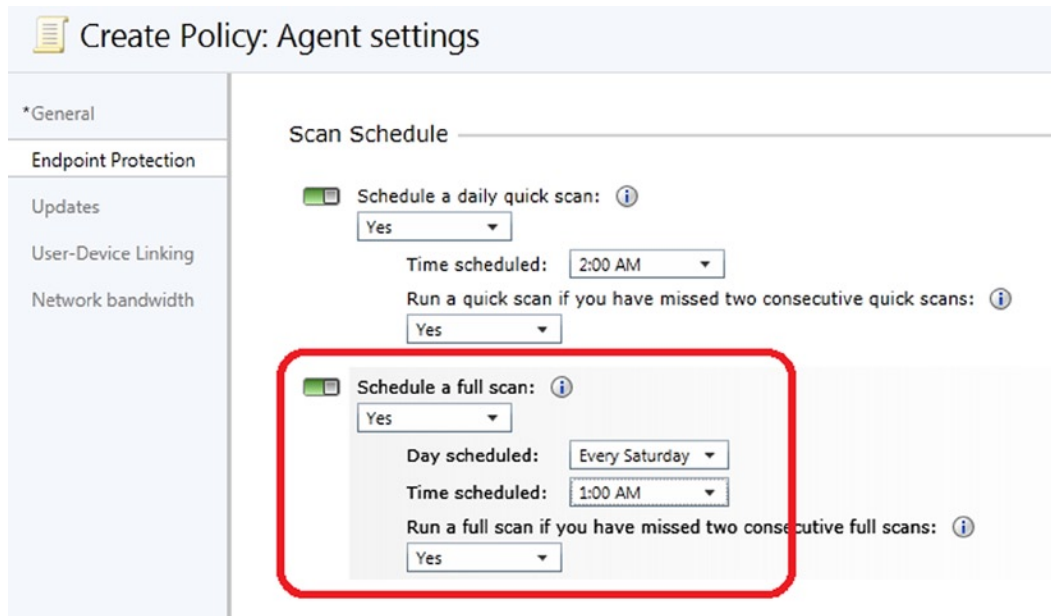 Create Policy: Agent settings
*General
Endpoint Protection
Updates
User-Device Linking
Network bandwidth
Scan Schedule
Schedule a daily quick scan:
Yes
Time scheduled: 2:00 AM
Run a quick scan if you have missed two consecutive quick scans:
Yes
Schedule a full scan:
Yes
Day scheduled: Every Saturday
Time scheduled: 1:00 AM
Run a full scan if you have missed two consecutive full scans:
Yes